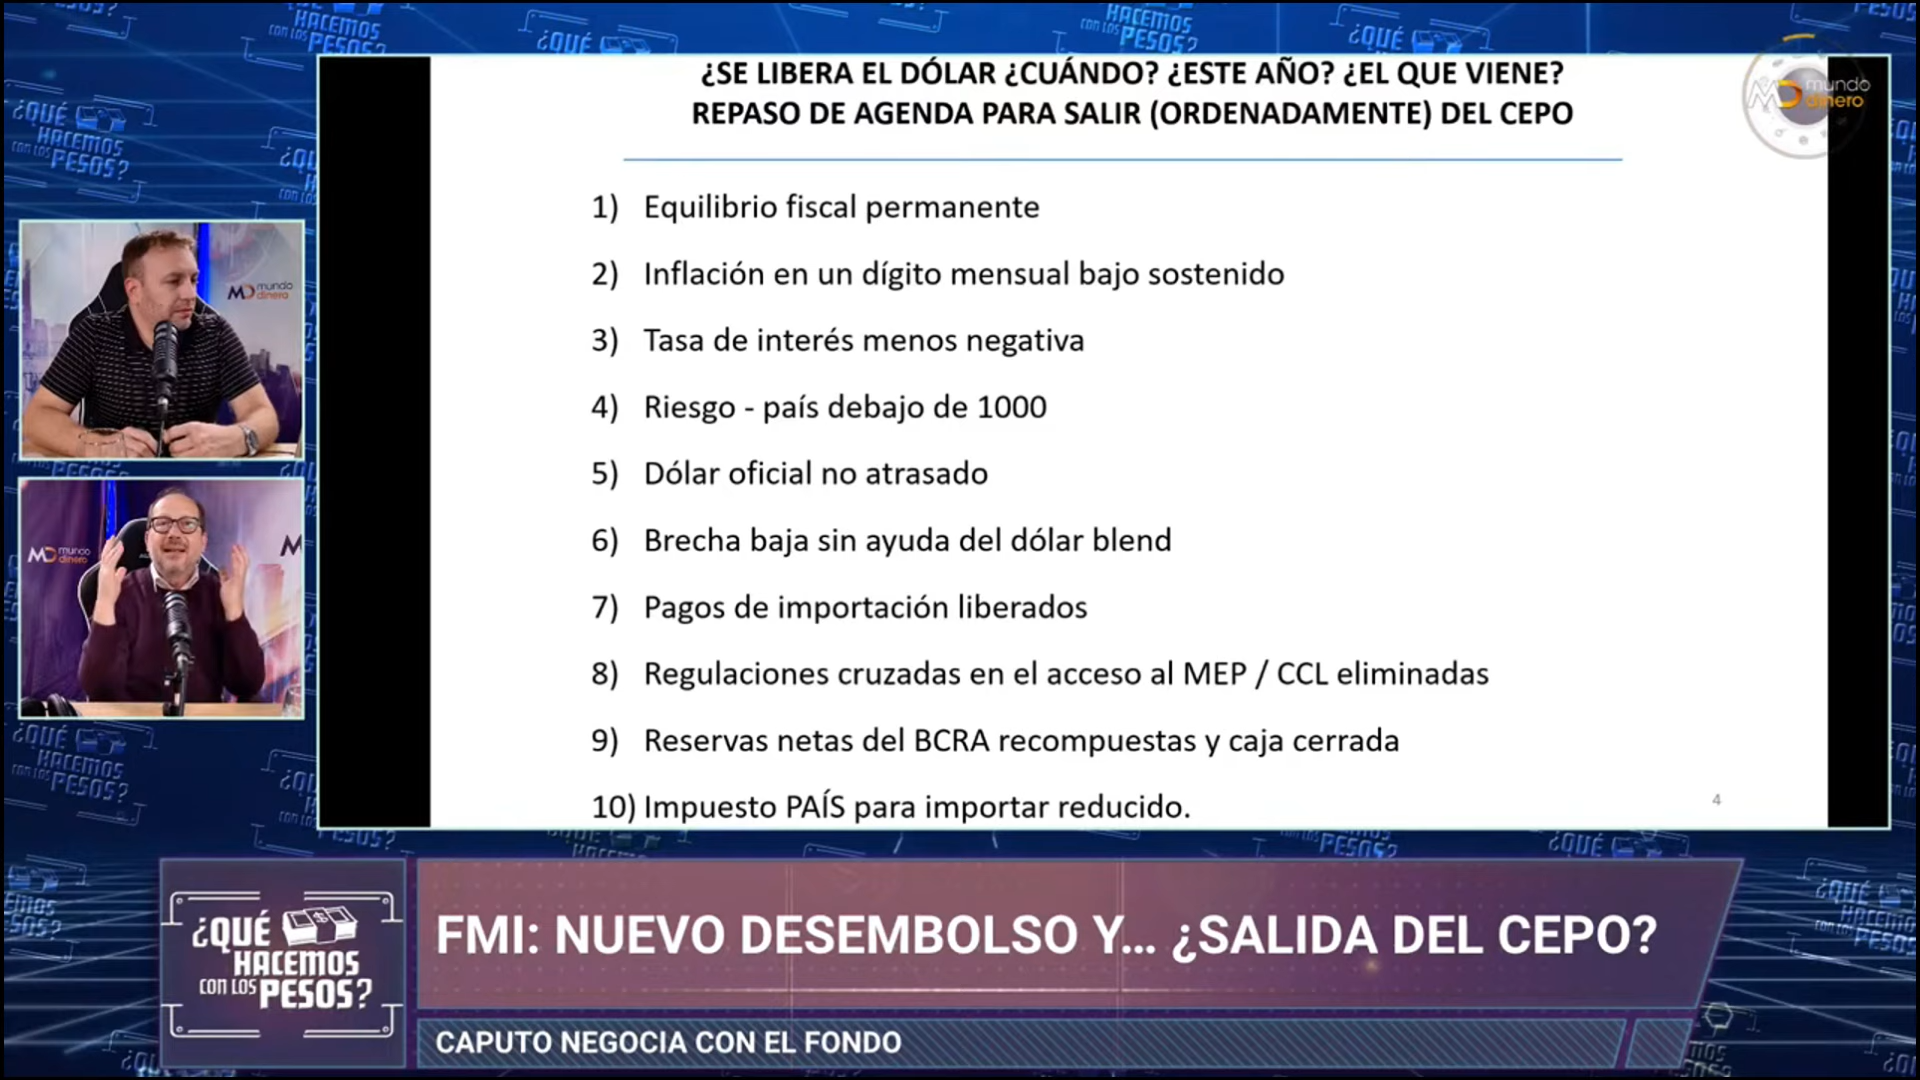 ¿SE LIBERA EL DÓLAR ¿CUÁNDO? ¿ESTE AÑO? ¿EL QUE VIENE?
REPASO DE AGENDA PARA SALIR (ORDENADAMENTE) DEL CEPO
mundo
dinero
1) Equilibrio fiscal permanente
2) Inflación en un dígito mensual bajo sostenido
3) Tasa de interés menos negativa
4) Riesgo - país debajo de 1000
5) Dólar oficial no atrasado
6) Brecha baja sin ayuda del dólar blend
7) Pagos de importación liberados
8) Regulaciones cruzadas en el acceso al MEP / CCL eliminadas
9) Reservas netas del BCRA recompuestas y caja cerrada
10) Impuesto PAÍS para importar reducido.
4
mundo
dinero
mundo
dinero
¿QUÉ
HACEMOS
CON LOS PESOS?
FMI: NUEVO DESEMBOLSO Y... ¿SALIDA DEL CEPO?
CAPUTO NEGOCIA CON EL FONDO